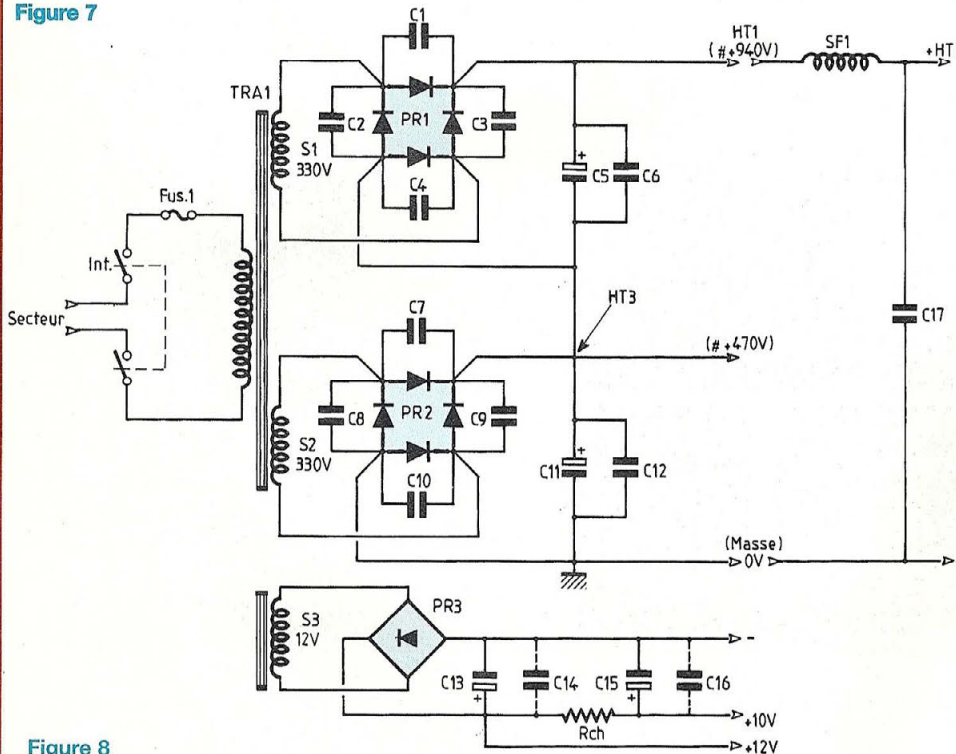 Figure 7
C1
HT1
(#+940V)
SF1
+HT
TRA1
C2
PR1
C3
S1
330V
C4
+
C5
C6
Fus.1
Int.
Secteur
HT3
C7
(#+470V)
C17
C8
PR2
C9
S2
330V
C10
+
C11
C12
(Masse)
0V
S3
12V
PR3
-
C13
+
C14
C15
+
C16
+10V
Rch
+12V
Figure 8